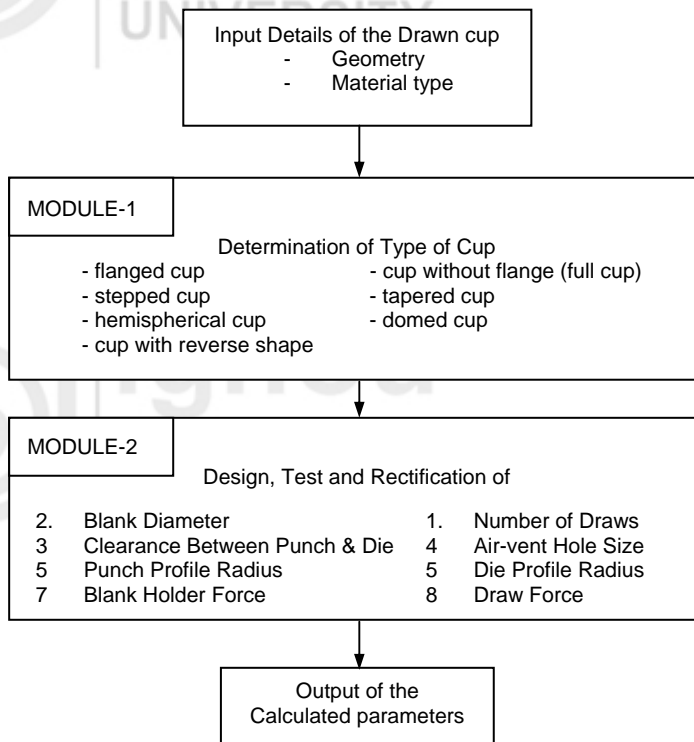 UNIVERSITY
Input Details of the Drawn cup
- Geometry
- Material type
MODULE-1
Determination of Type of Cup
- flanged cup - cup without flange (full cup)
- stepped cup - tapered cup
- hemispherical cup - domed cup
- cup with reverse shape
ignou
MODULE-2
Design, Test and Rectification of
2. Blank Diameter 1. Number of Draws
3 Clearance Between Punch & Die 4 Air-vent Hole Size
5 Punch Profile Radius 5 Die Profile Radius
7 Blank Holder Force 8 Draw Force
Output of the
Calculated parameters